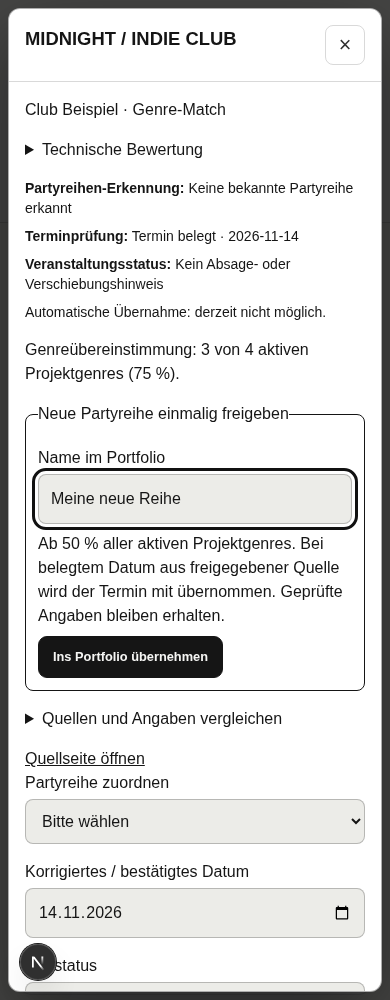 MIDNIGHT / INDIE CLUB
×
Club Beispiel · Genre-Match
▶ Technische Bewertung
Partyreihen-Erkennung: Keine bekannte Partyreihe
erkannt
Terminprüfung: Termin belegt · 2026-11-14
Veranstaltungsstatus: Kein Absage- oder
Verschiebungshinweis
Automatische Übernahme: derzeit nicht möglich.
Genreübereinstimmung: 3 von 4 aktiven
Projektgenres (75 %).
Neue Partyreihe einmalig freigeben
Name im Portfolio
Meine neue Reihe
Ab 50 % aller aktiven Projektgenres. Bei
belegtem Datum aus freigegebener Quelle
wird der Termin mit übernommen. Geprüfte
Angaben bleiben erhalten.
Ins Portfolio übernehmen
▶ Quellen und Angaben vergleichen
Quellseite öffnen
Partyreihe zuordnen
Bitte wählen
Korrigiertes / bestätigtes Datum
14.11.2026
N
status